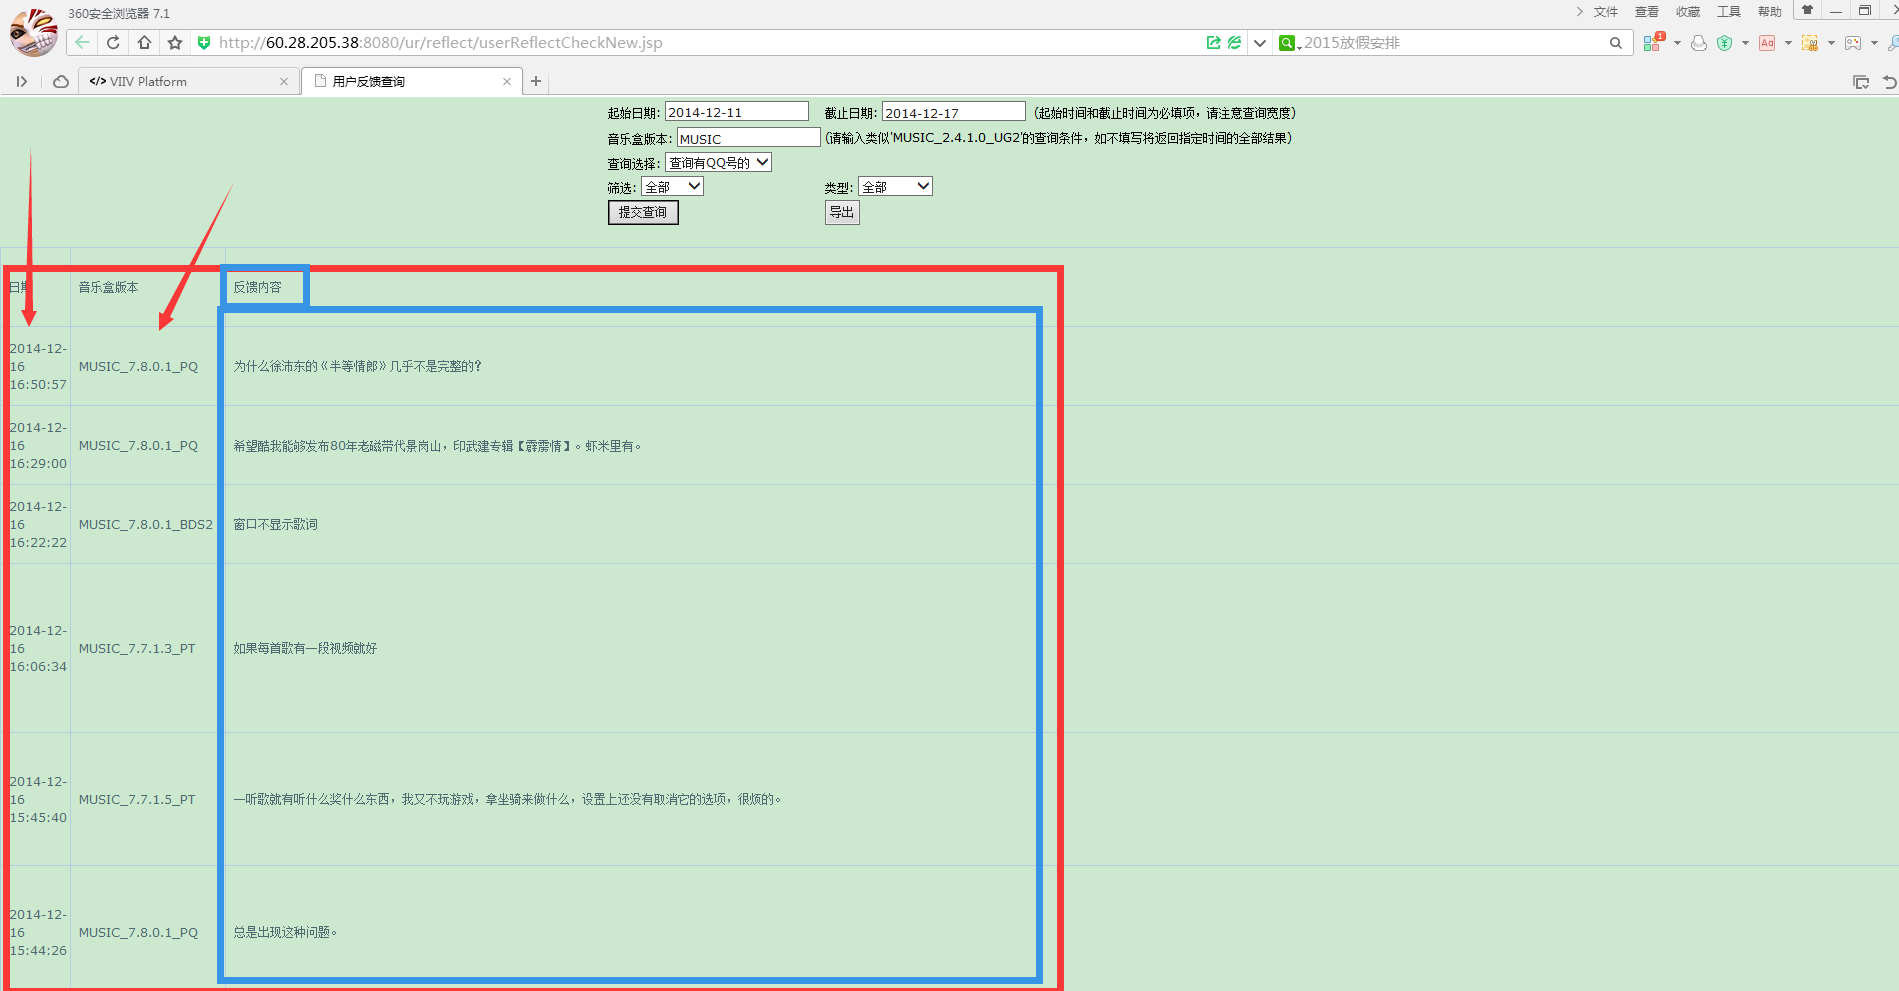 360安全浏览器 7.1
文件 查看 收藏 工具 帮助
http://60.28.205.38:8080/ur/reflect/userReflectCheckNew.jsp
2015放假安排
1
Aa
</> VIIV Platform
用户反馈查询
起始日期: 2014-12-11 截止日期: 2014-12-17 (起始时间和截止时间为必填项，请注意查询宽度)
音乐盒版本: MUSIC (请输入类似'MUSIC_2.4.1.0_UG2'的查询条件，如不填写将返回指定时间的全部结果)
查询选择: 查询有QQ号的
筛选: 全部 类型: 全部
提交查询 导出
日期 音乐盒版本 反馈内容
2014-12-
16
16:50:57
MUSIC_7.8.0.1_PQ
为什么徐沛东的《半等情郎》几乎不是完整的?
2014-12-
16
16:29:00
MUSIC_7.8.0.1_PQ
希望酷我能够发布80年老磁带代景岗山，印武建专辑【霹雳情】。虾米里有。
2014-12-
16
16:22:22
MUSIC_7.8.0.1_BDS2
窗口不显示歌词
2014-12-
16
16:06:34
MUSIC_7.7.1.3_PT
如果每首歌有一段视频就好
2014-12-
16
15:45:40
MUSIC_7.7.1.5_PT
一听歌就有听什么奖什么东西，我又不玩游戏，拿坐骑来做什么，设置上还没有取消它的选项，很烦的。
2014-12-
16
15:44:26
MUSIC_7.8.0.1_PQ
总是出现这种问题。